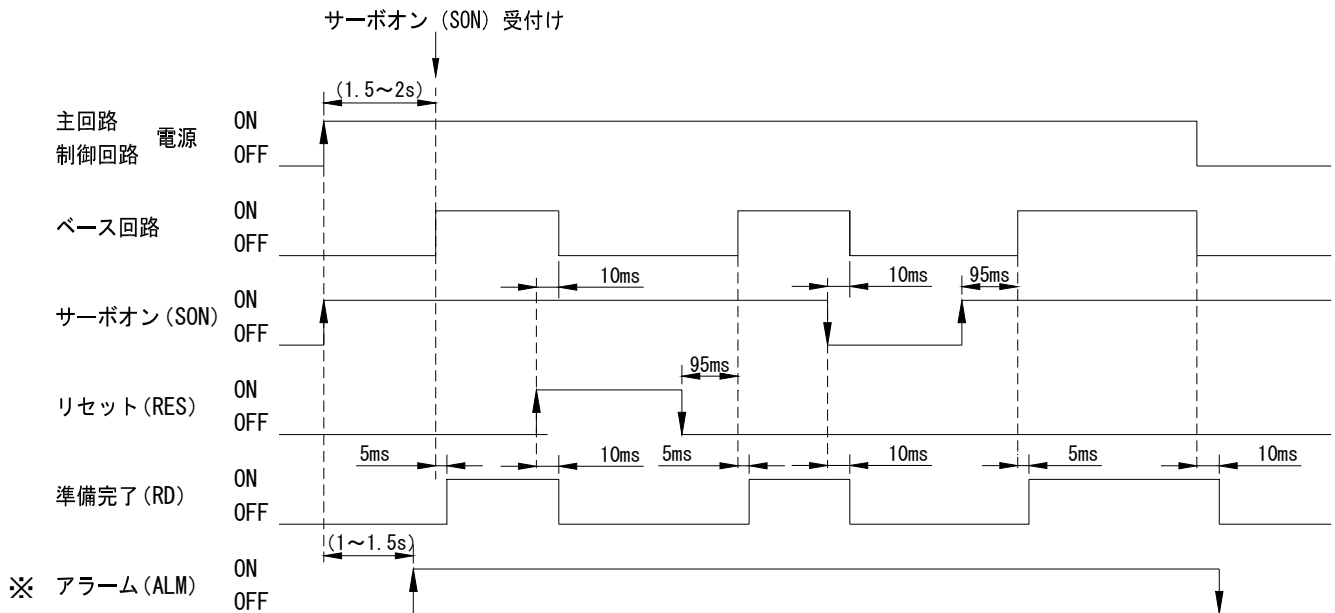 サーボオン (SON) 受付け
(1.5～2s)
主回路
制御回路
電源
ON
OFF
ベース回路
ON
OFF
10ms
10ms
95ms
サーボオン(SON)
ON
OFF
95ms
リセット(RES)
ON
OFF
5ms
10ms
5ms
10ms
5ms
10ms
準備完了(RD)
ON
OFF
(1～1.5s)
※ アラーム(ALM)
ON
OFF